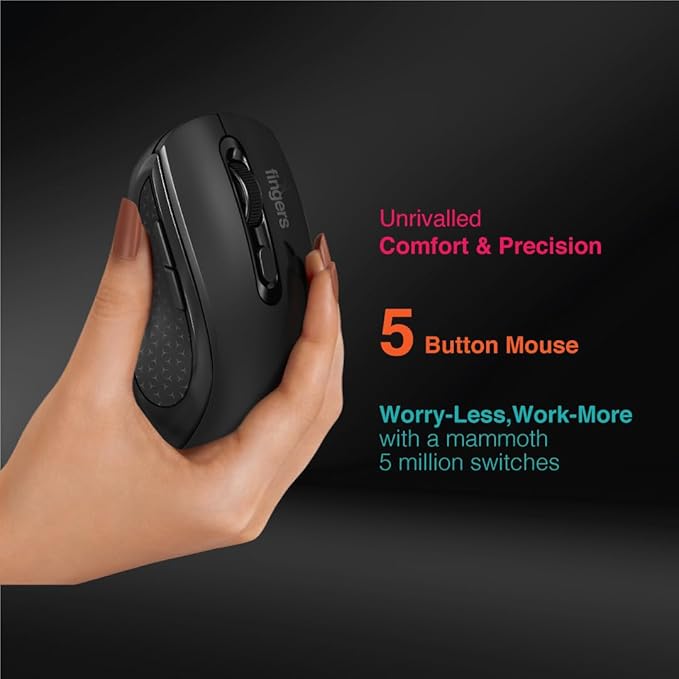 fingers
Unrivalled
Comfort & Precision
5 Button Mouse
Worry-Less,Work-More
with a mammoth
5 million switches